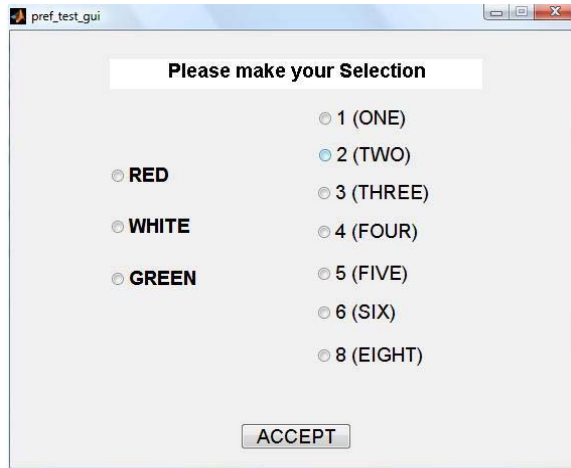 pref_test_gui
Please make your Selection
RED
WHITE
GREEN
1 (ONE)
2 (TWO)
3 (THREE)
4 (FOUR)
5 (FIVE)
6 (SIX)
8 (EIGHT)
ACCEPT